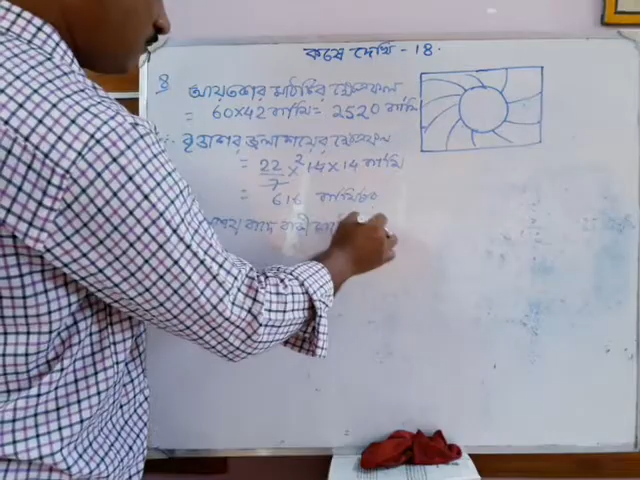 কষে দেখি - 18.
8 আয়তাকার মাঠটির ক্ষেত্রফল
= 60×42 বর্গমি = 2520 বর্গমি
বৃত্তাকার জলাশয়ের ক্ষেত্রফল
= 22/7 × 14 × 14 বর্গমি
= 616 বর্গমিটার
বাদে বাকী